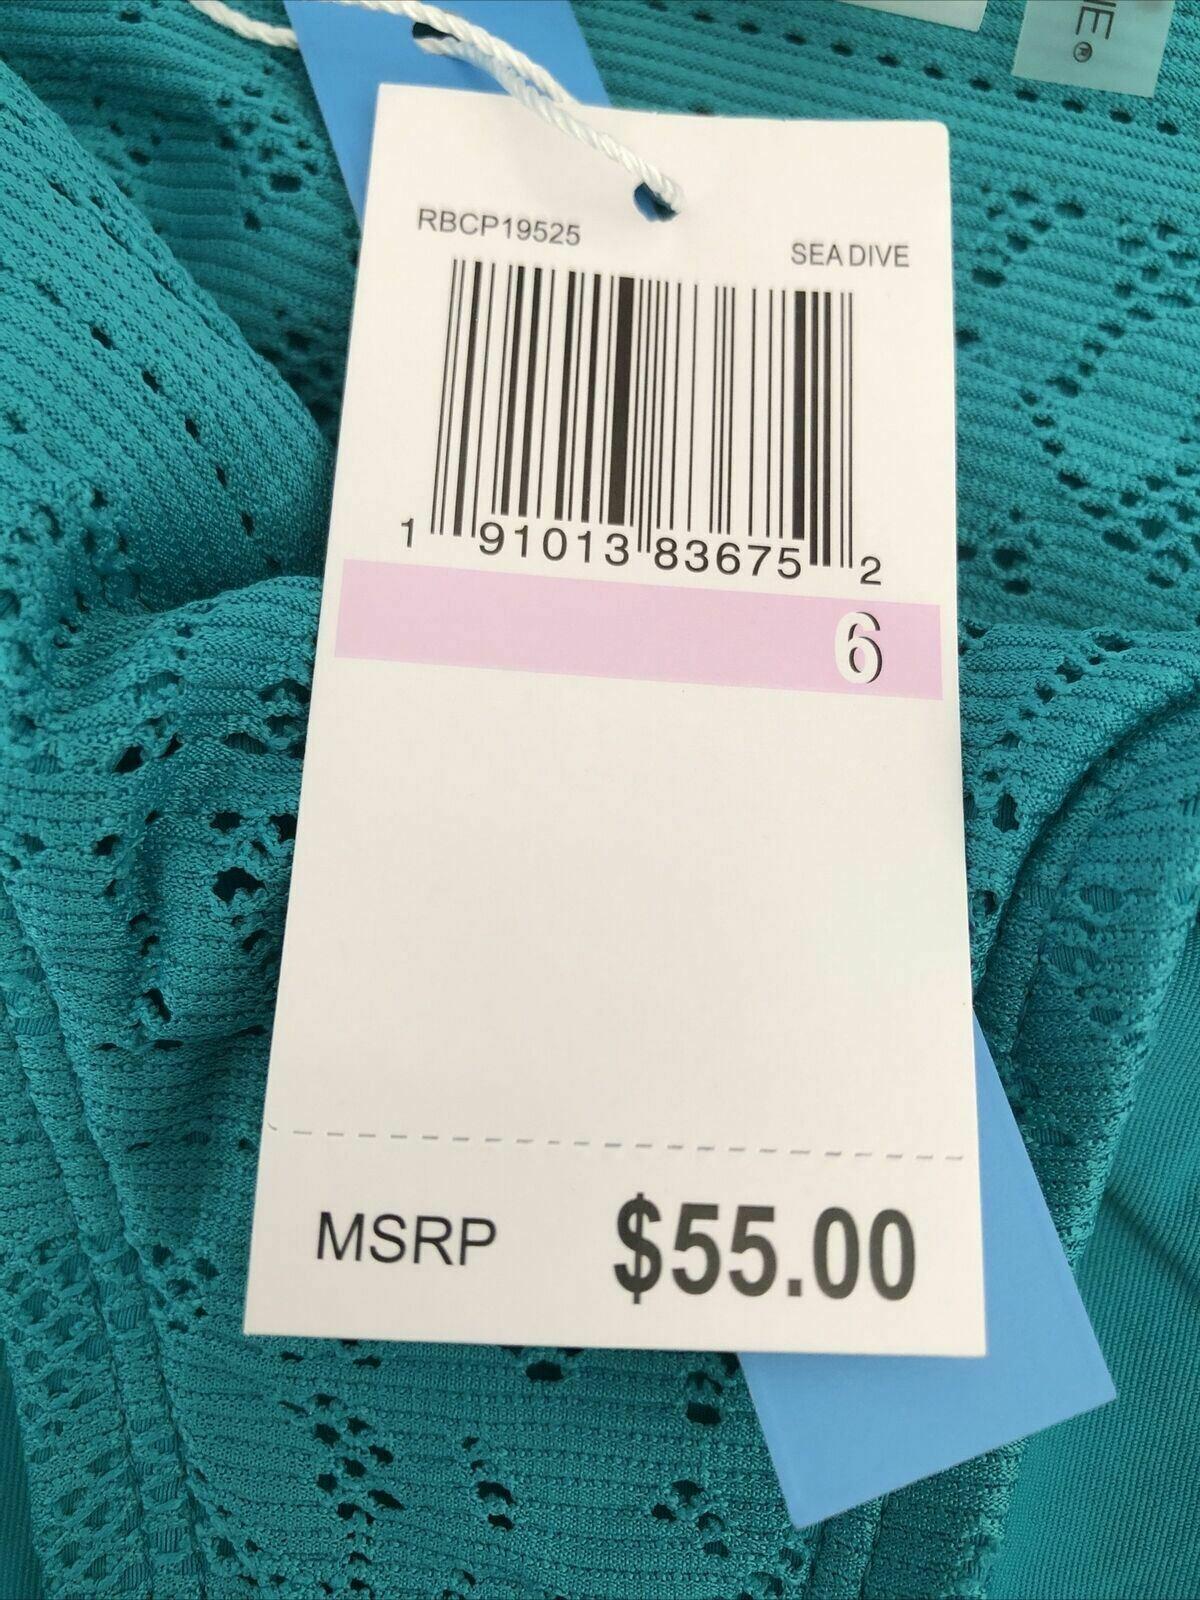 RBCP19525
SEA DIVE
1 91013 83675 2
6
MSRP $55.00